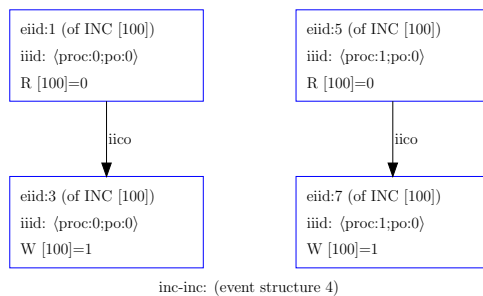 eiid:1 (of INC [100])
iiid: ⟨proc:0;po:0⟩
R [100]=0
eiid:5 (of INC [100])
iiid: ⟨proc:1;po:0⟩
R [100]=0
iico
iico
eiid:3 (of INC [100])
iiid: ⟨proc:0;po:0⟩
W [100]=1
eiid:7 (of INC [100])
iiid: ⟨proc:1;po:0⟩
W [100]=1
inc-inc: (event structure 4)